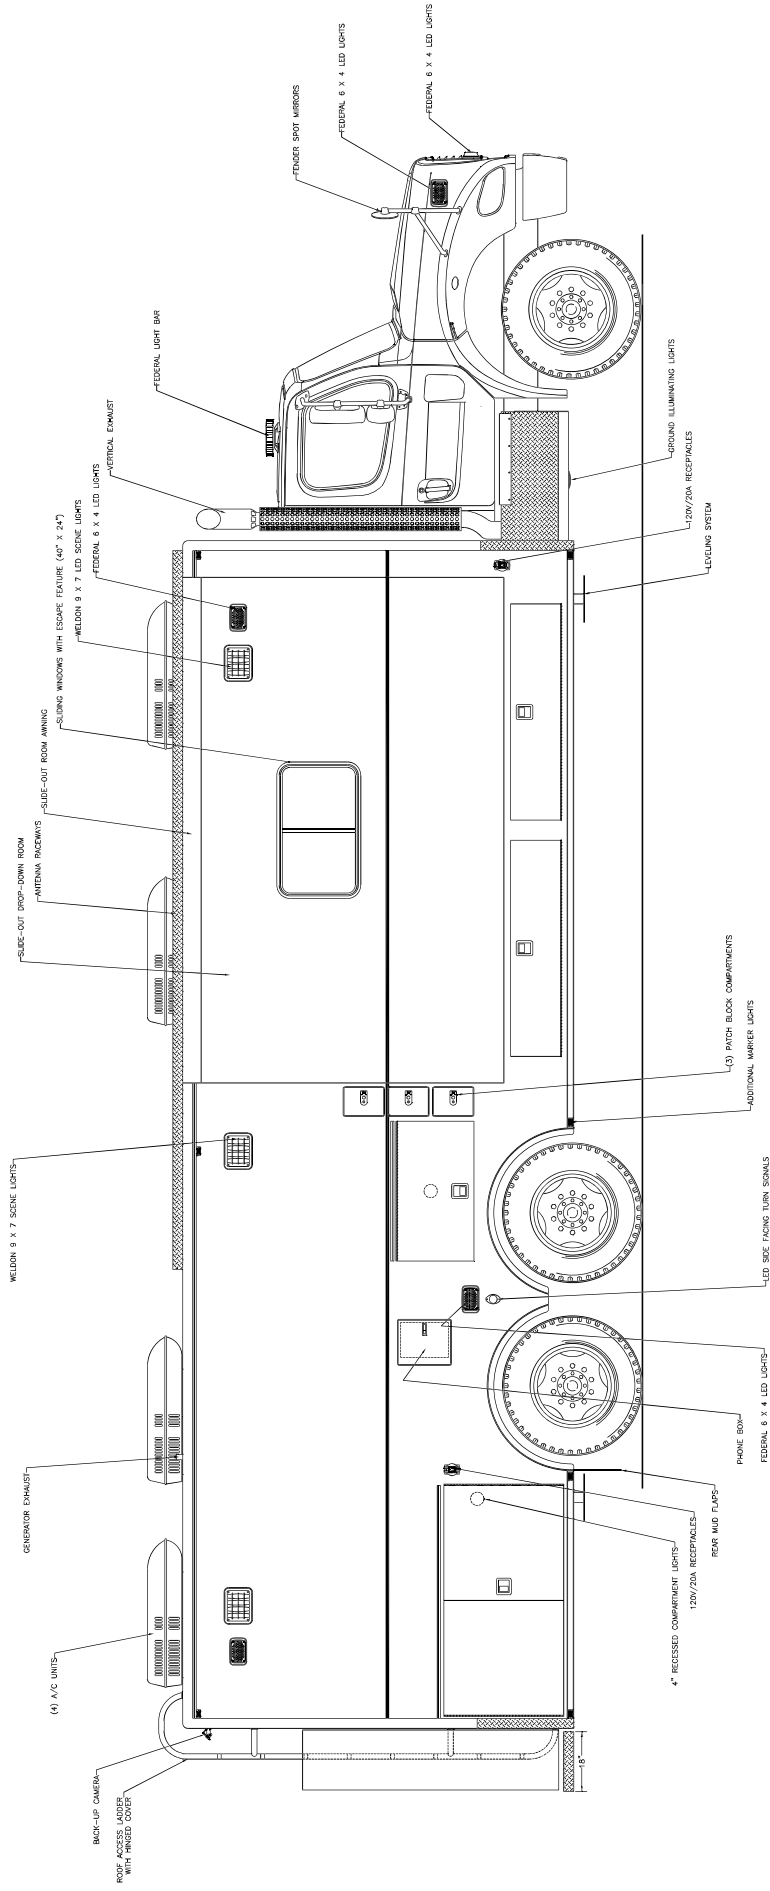 ROOF ACCESS LADDER
WITH HINGED COVER
BACK-UP CAMERA
(4) A/C UNITS
GENERATOR EXHAUST
WELDON 9 X 7 SCENE LIGHTS
SLIDE-OUT DROP-DOWN ROOM
ANTENNA RACEWAYS
SLIDE-OUT ROOM AWNING
SLIDING WINDOWS WITH ESCAPE FEATURE (40" X 24")
WELDON 9 X 7 LED SCENE LIGHTS
FEDERAL 6 X 4 LED LIGHTS
VERTICAL EXHAUST
FEDERAL LIGHT BAR
FENDER SPOT MIRRORS
FEDERAL 6 X 4 LED LIGHTS
FEDERAL 6 X 4 LED LIGHTS
18"
4" RECESSED COMPARTMENT LIGHTS
120V/20A RECEPTACLES
REAR MUD FLAPS
PHONE BOX
FEDERAL 6 X 4 LED LIGHTS
LED SIDE FACING TURN SIGNALS
ADDITIONAL MARKER LIGHTS
(3) PATCH BLOCK COMPARTMENTS
LEVELING SYSTEM
120V/20A RECEPTACLES
GROUND ILLUMINATING LIGHTS